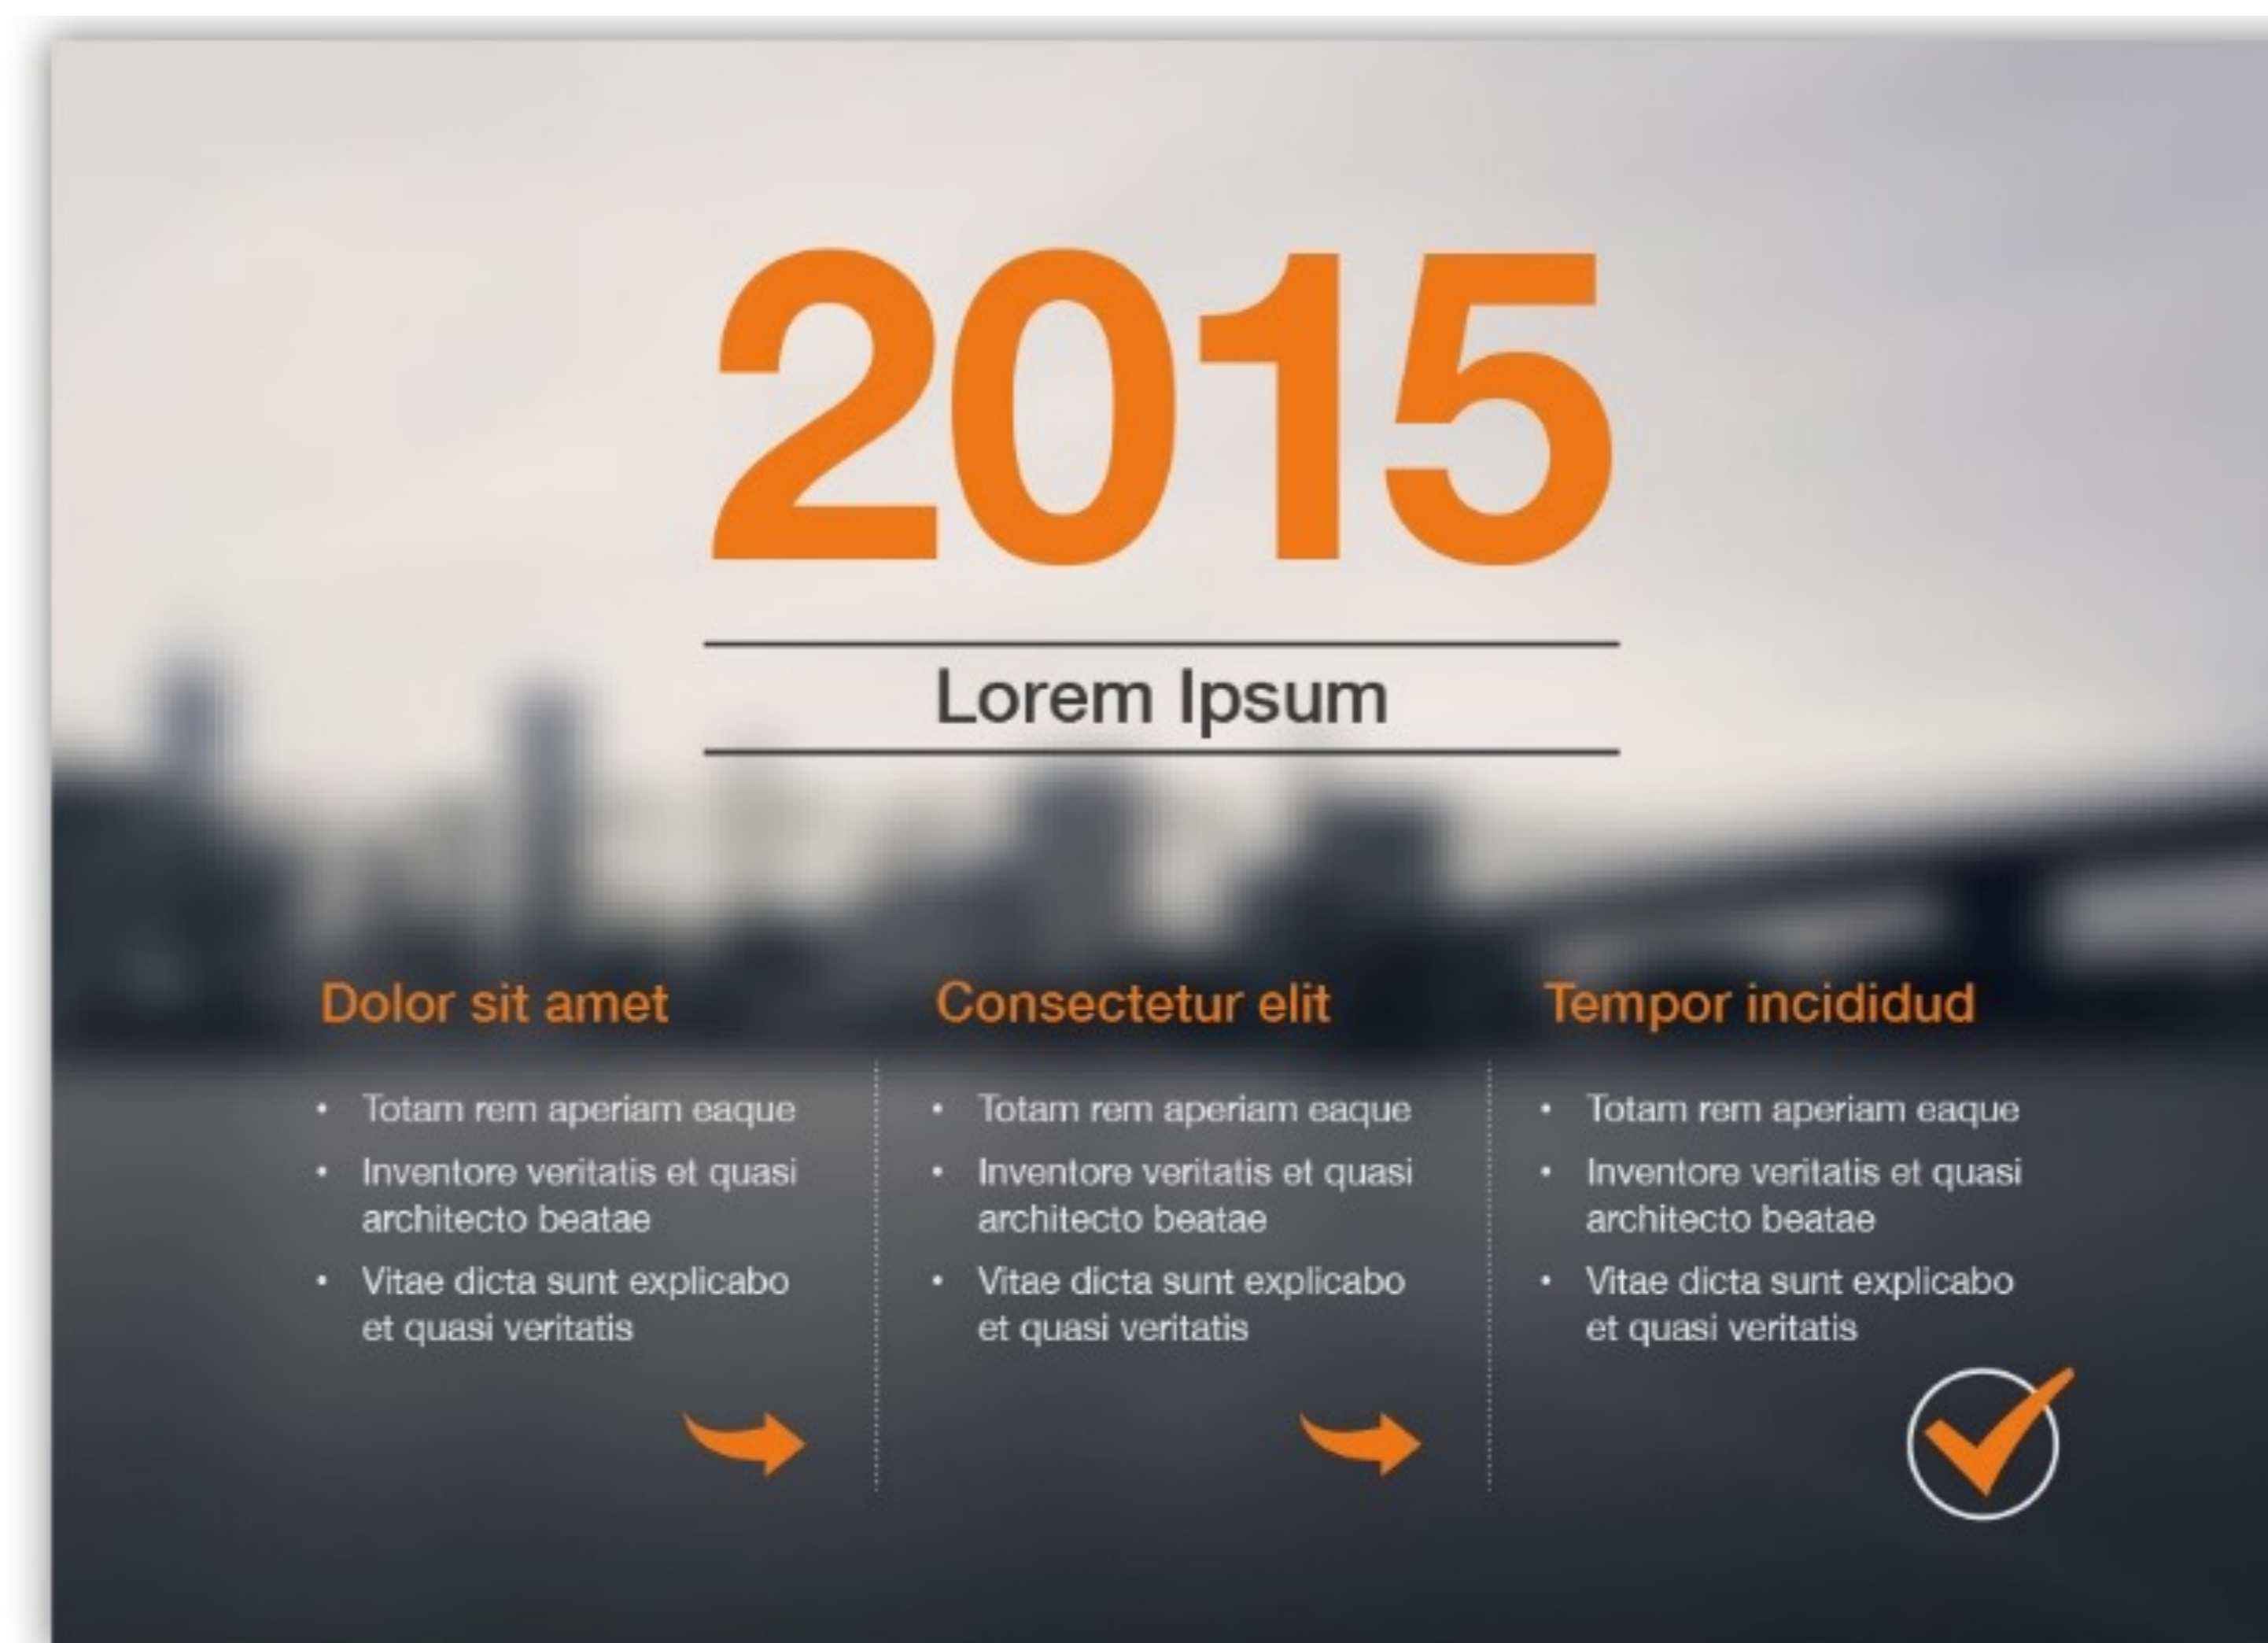 2015
Lorem Ipsum
Dolor sit amet
• Totam rem aperiam eaque
• Inventore veritatis et quasi
architecto beatae
• Vitae dicta sunt explicabo
et quasi veritatis
Consectetur elit
• Totam rem aperiam eaque
• Inventore veritatis et quasi
architecto beatae
• Vitae dicta sunt explicabo
et quasi veritatis
Tempor incididud
• Totam rem aperiam eaque
• Inventore veritatis et quasi
architecto beatae
• Vitae dicta sunt explicabo
et quasi veritatis